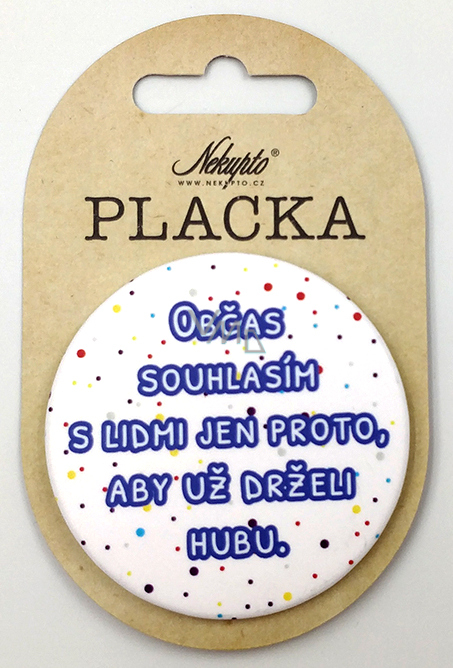 Nekupto®
WWW.NEKUPTO.CZ
PLACKA
OBČAS
SOUHLASÍM
S LIDMI JEN PROTO,
ABY UŽ DRŽELI
HUBU.